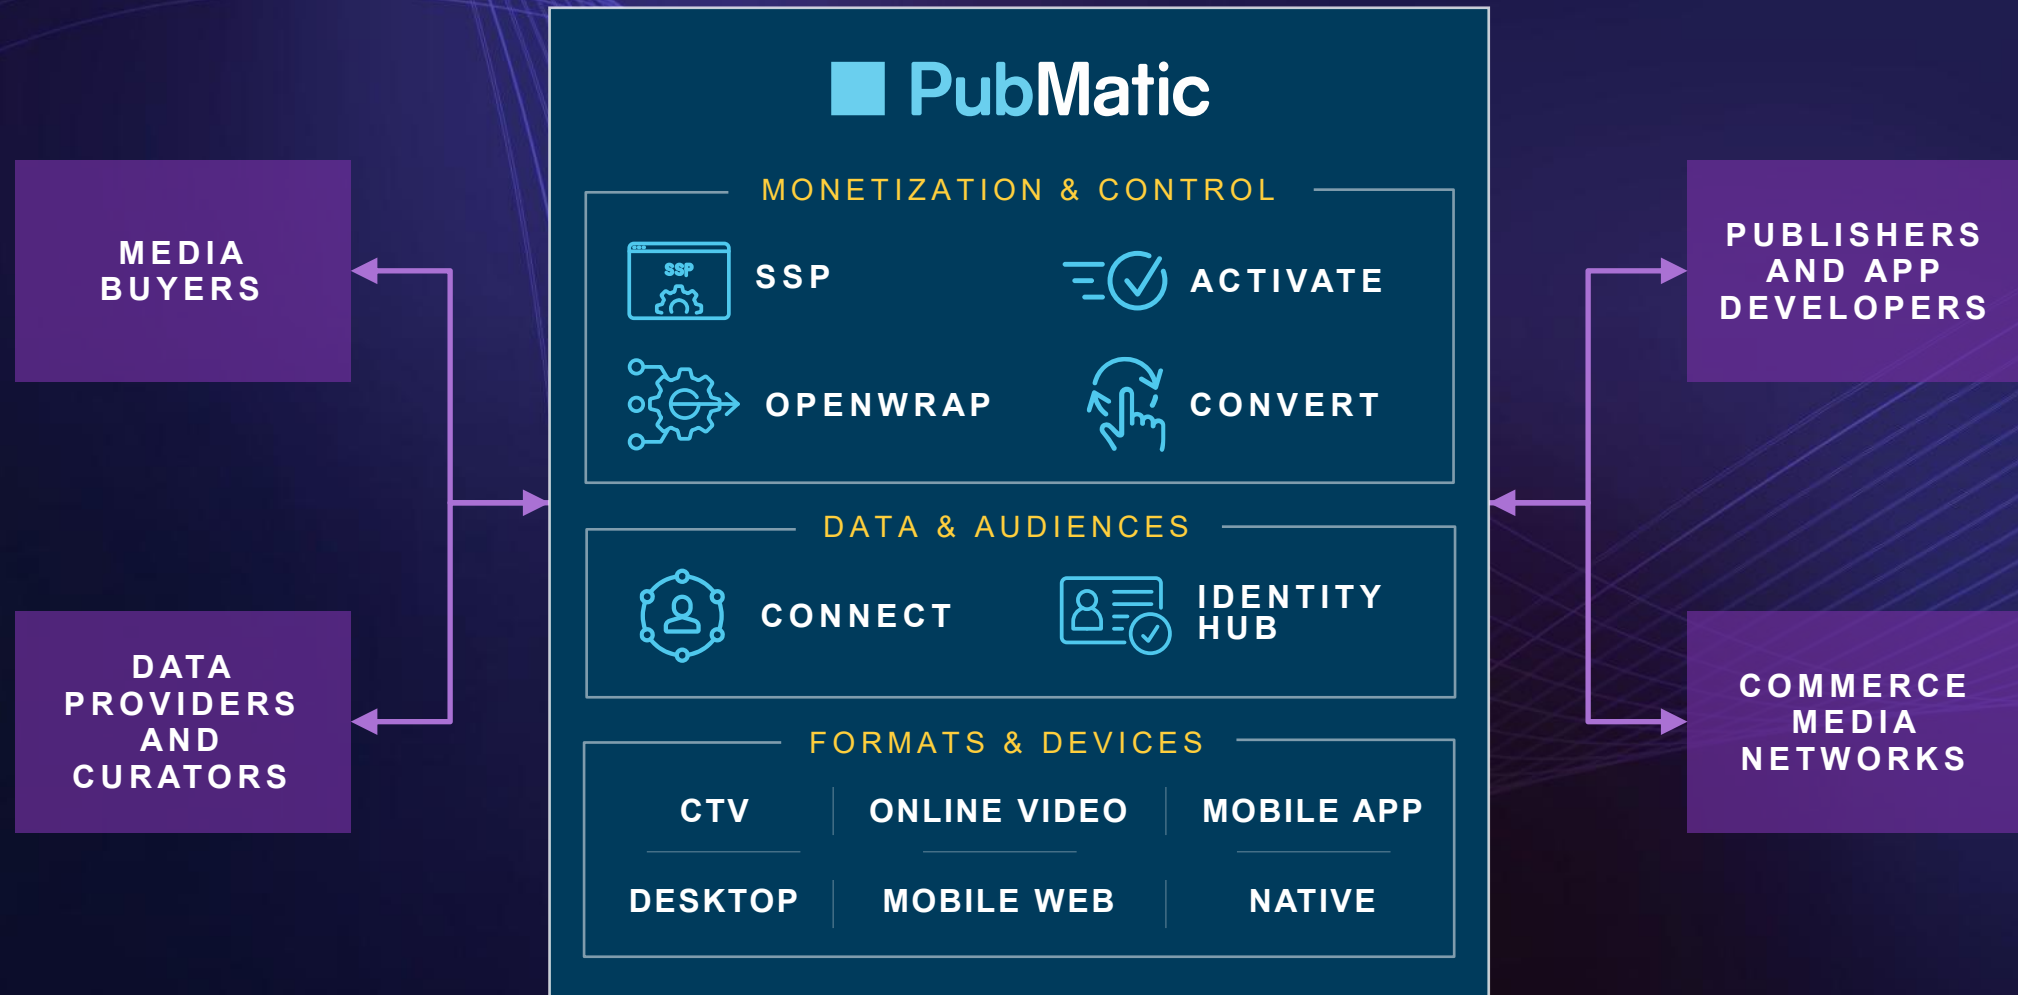 PubMatic
MEDIA
BUYERS
DATA
PROVIDERS
AND
CURATORS
MONETIZATION & CONTROL
SSP
SSP
ACTIVATE
OPENWRAP
CONVERT
DATA & AUDIENCES
CONNECT
IDENTITY
HUB
FORMATS & DEVICES
CTV
ONLINE VIDEO
MOBILE APP
DESKTOP
MOBILE WEB
NATIVE
PUBLISHERS
AND APP
DEVELOPERS
COMMERCE
MEDIA
NETWORKS